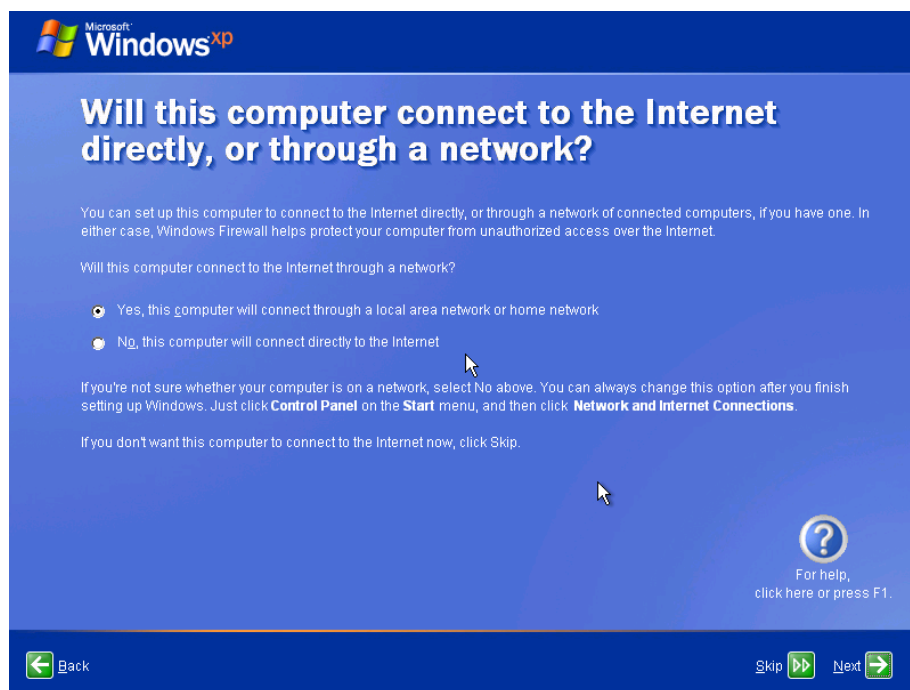 Microsoft
Windows xp
Will this computer connect to the Internet
directly, or through a network?
You can set up this computer to connect to the Internet directly, or through a network of connected computers, if you have one. In
either case, Windows Firewall helps protect your computer from unauthorized access over the Internet.
Will this computer connect to the Internet through a network?
Yes, this computer will connect through a local area network or home network
No, this computer will connect directly to the Internet
If you're not sure whether your computer is on a network, select No above. You can always change this option after you finish
setting up Windows. Just click Control Panel on the Start menu, and then click Network and Internet Connections.
If you don't want this computer to connect to the Internet now, click Skip.
For help,
click here or press F1.
Back
Skip
Next